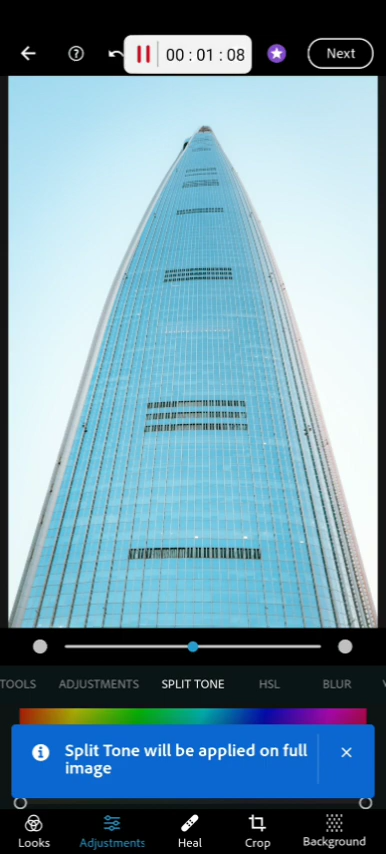 00 : 01 : 08
Next
TOOLS ADJUSTMENTS SPLIT TONE HSL BLUR
Split Tone will be applied on full
image
Looks Adjustments Heal Crop Background